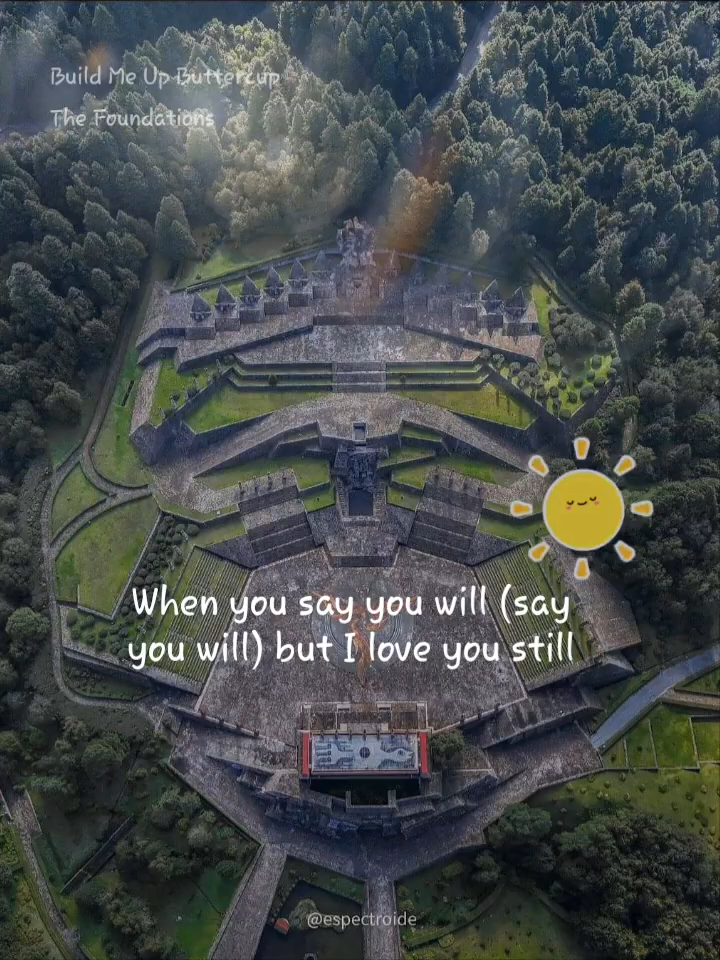 Build Me Up Buttercup
The Foundations
When you say you will (say
you will) but I love you still
@espectroide